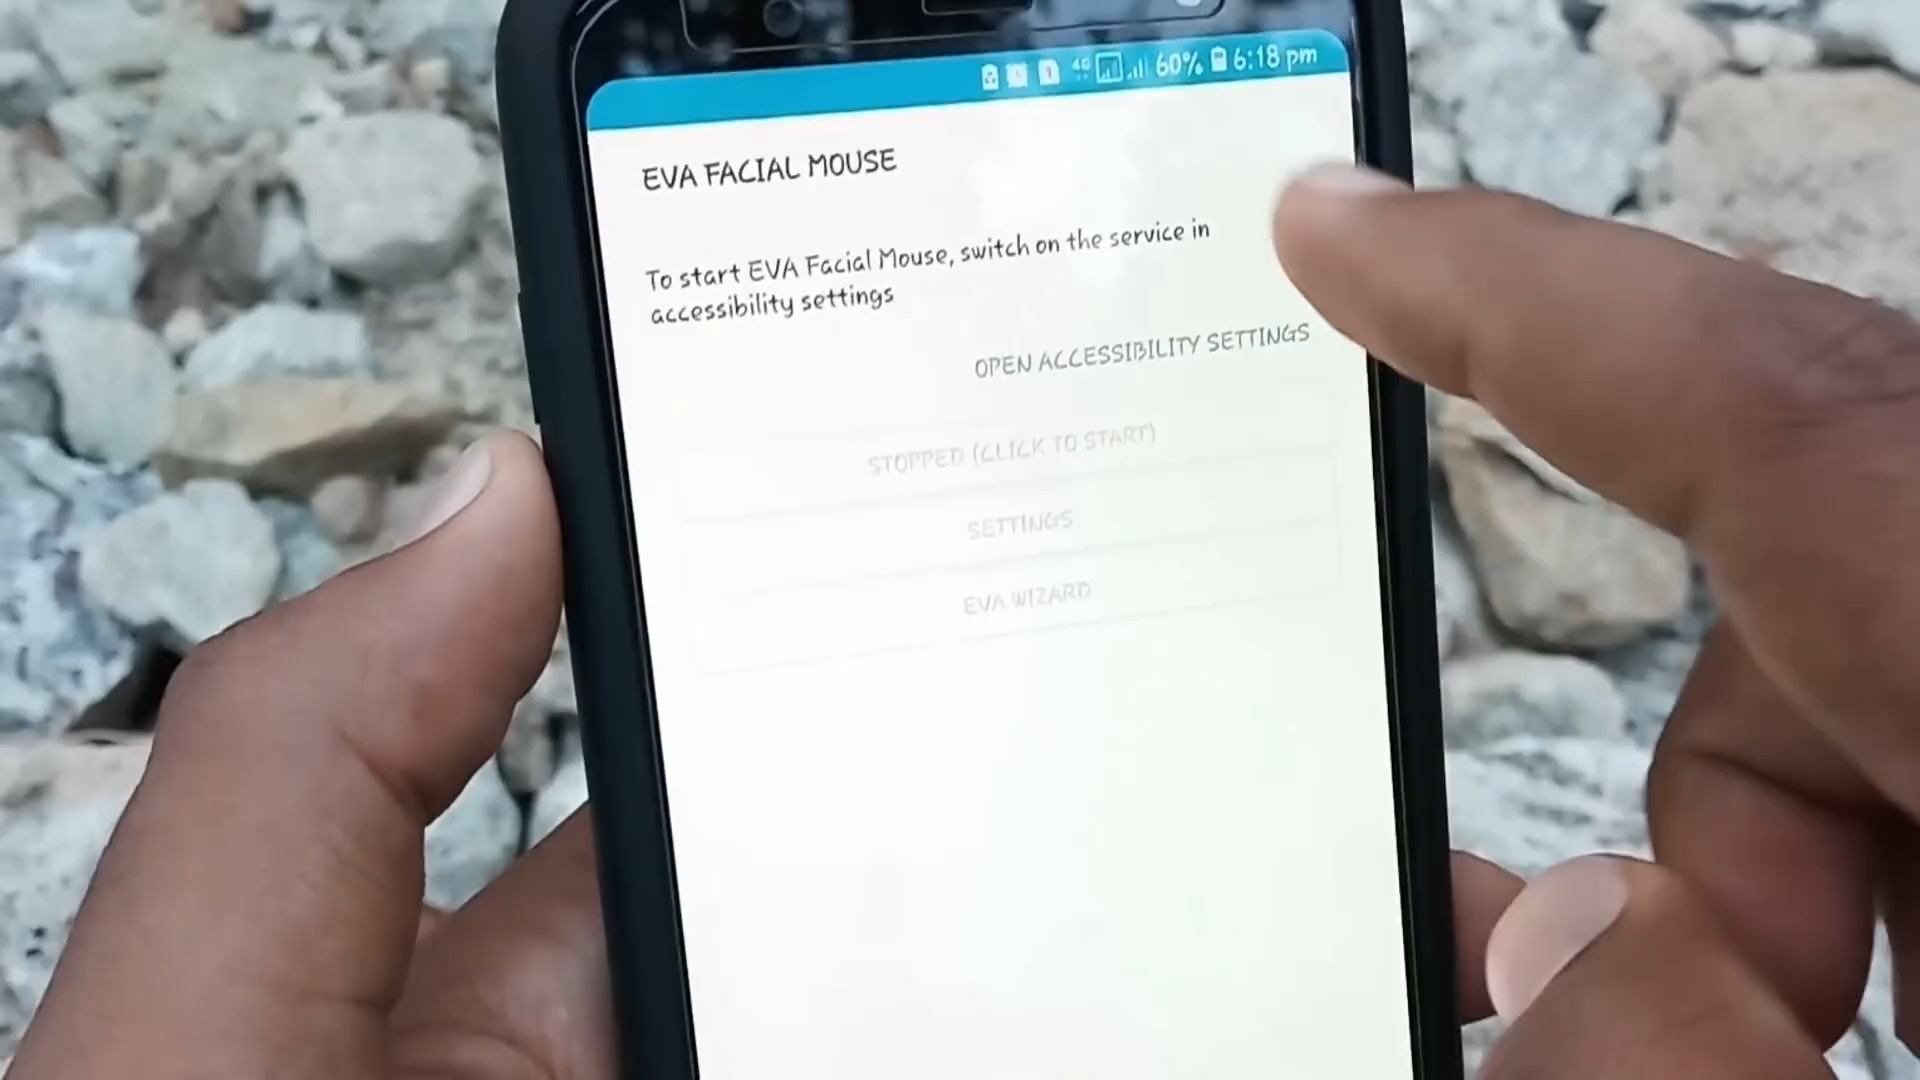 4G 60% 6:18 pm
EVA FACIAL MOUSE
To start EVA Facial Mouse, switch on the service in
accessibility settings
OPEN ACCESSIBILITY SETTINGS
STOPPED (CLICK TO START)
SETTINGS
EVA WIZARD